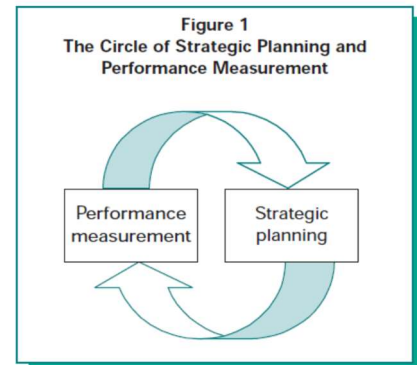 Figure 1
The Circle of Strategic Planning and
Performance Measurement
Performance
measurement
Strategic
planning